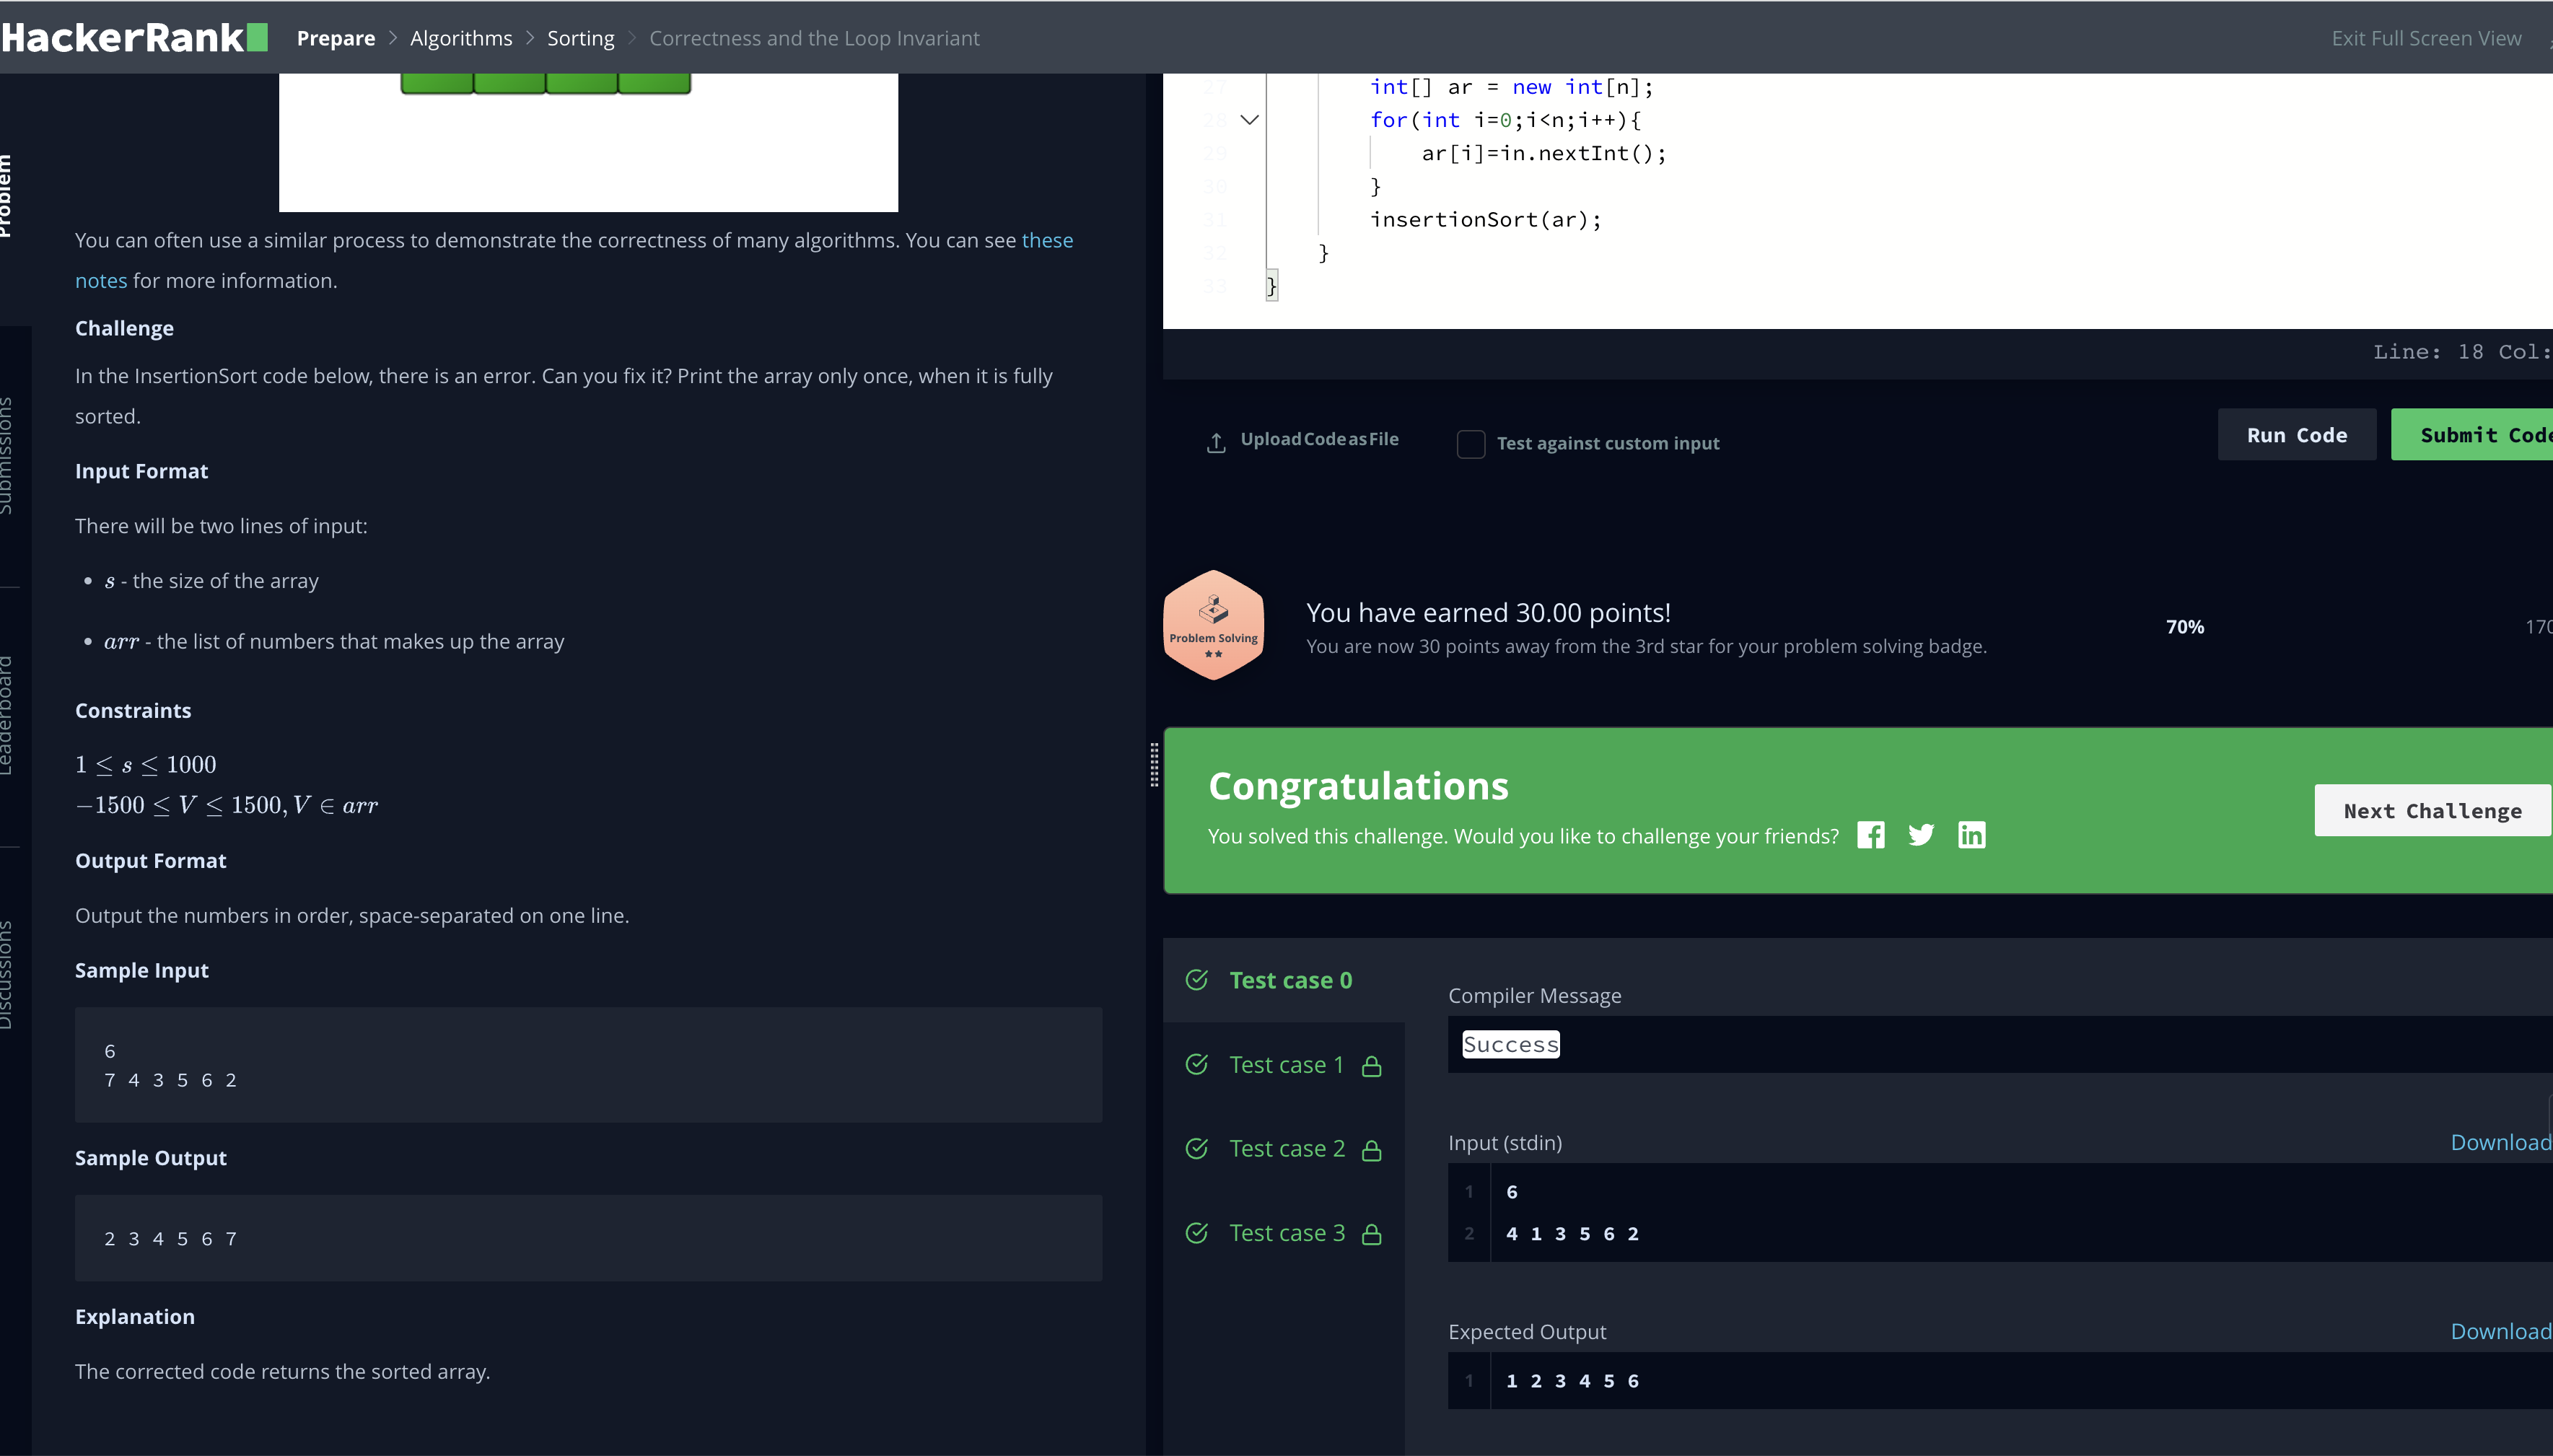 HackerRank
Prepare > Algorithms > Sorting > Correctness and the Loop Invariant
Exit Full Screen View
Problem
Submissions
Leaderboard
Discussions
You can often use a similar process to demonstrate the correctness of many algorithms. You can see these
notes for more information.
Challenge
In the InsertionSort code below, there is an error. Can you fix it? Print the array only once, when it is fully
sorted.
Input Format
There will be two lines of input:
• s - the size of the array
• arr - the list of numbers that makes up the array
Constraints
1 ≤ s ≤ 1000
−1500 ≤ V ≤ 1500, V ∈ arr
Output Format
Output the numbers in order, space-separated on one line.
Sample Input
6
7 4 3 5 6 2
Sample Output
2 3 4 5 6 7
Explanation
The corrected code returns the sorted array.
27 int[] ar = new int[n];
28 for(int i=0;i<n;i++){
29 ar[i]=in.nextInt();
30 }
31 insertionSort(ar);
32 }
33 }
Line: 18 Col:
Upload Code as File
Test against custom input
Run Code
Submit Code
Problem Solving
You have earned 30.00 points!
You are now 30 points away from the 3rd star for your problem solving badge.
70%
170
Congratulations
You solved this challenge. Would you like to challenge your friends?
Next Challenge
Test case 0
Test case 1
Test case 2
Test case 3
Compiler Message
Success
Input (stdin)
Download
1 6
2 4 1 3 5 6 2
Expected Output
Download
1 1 2 3 4 5 6